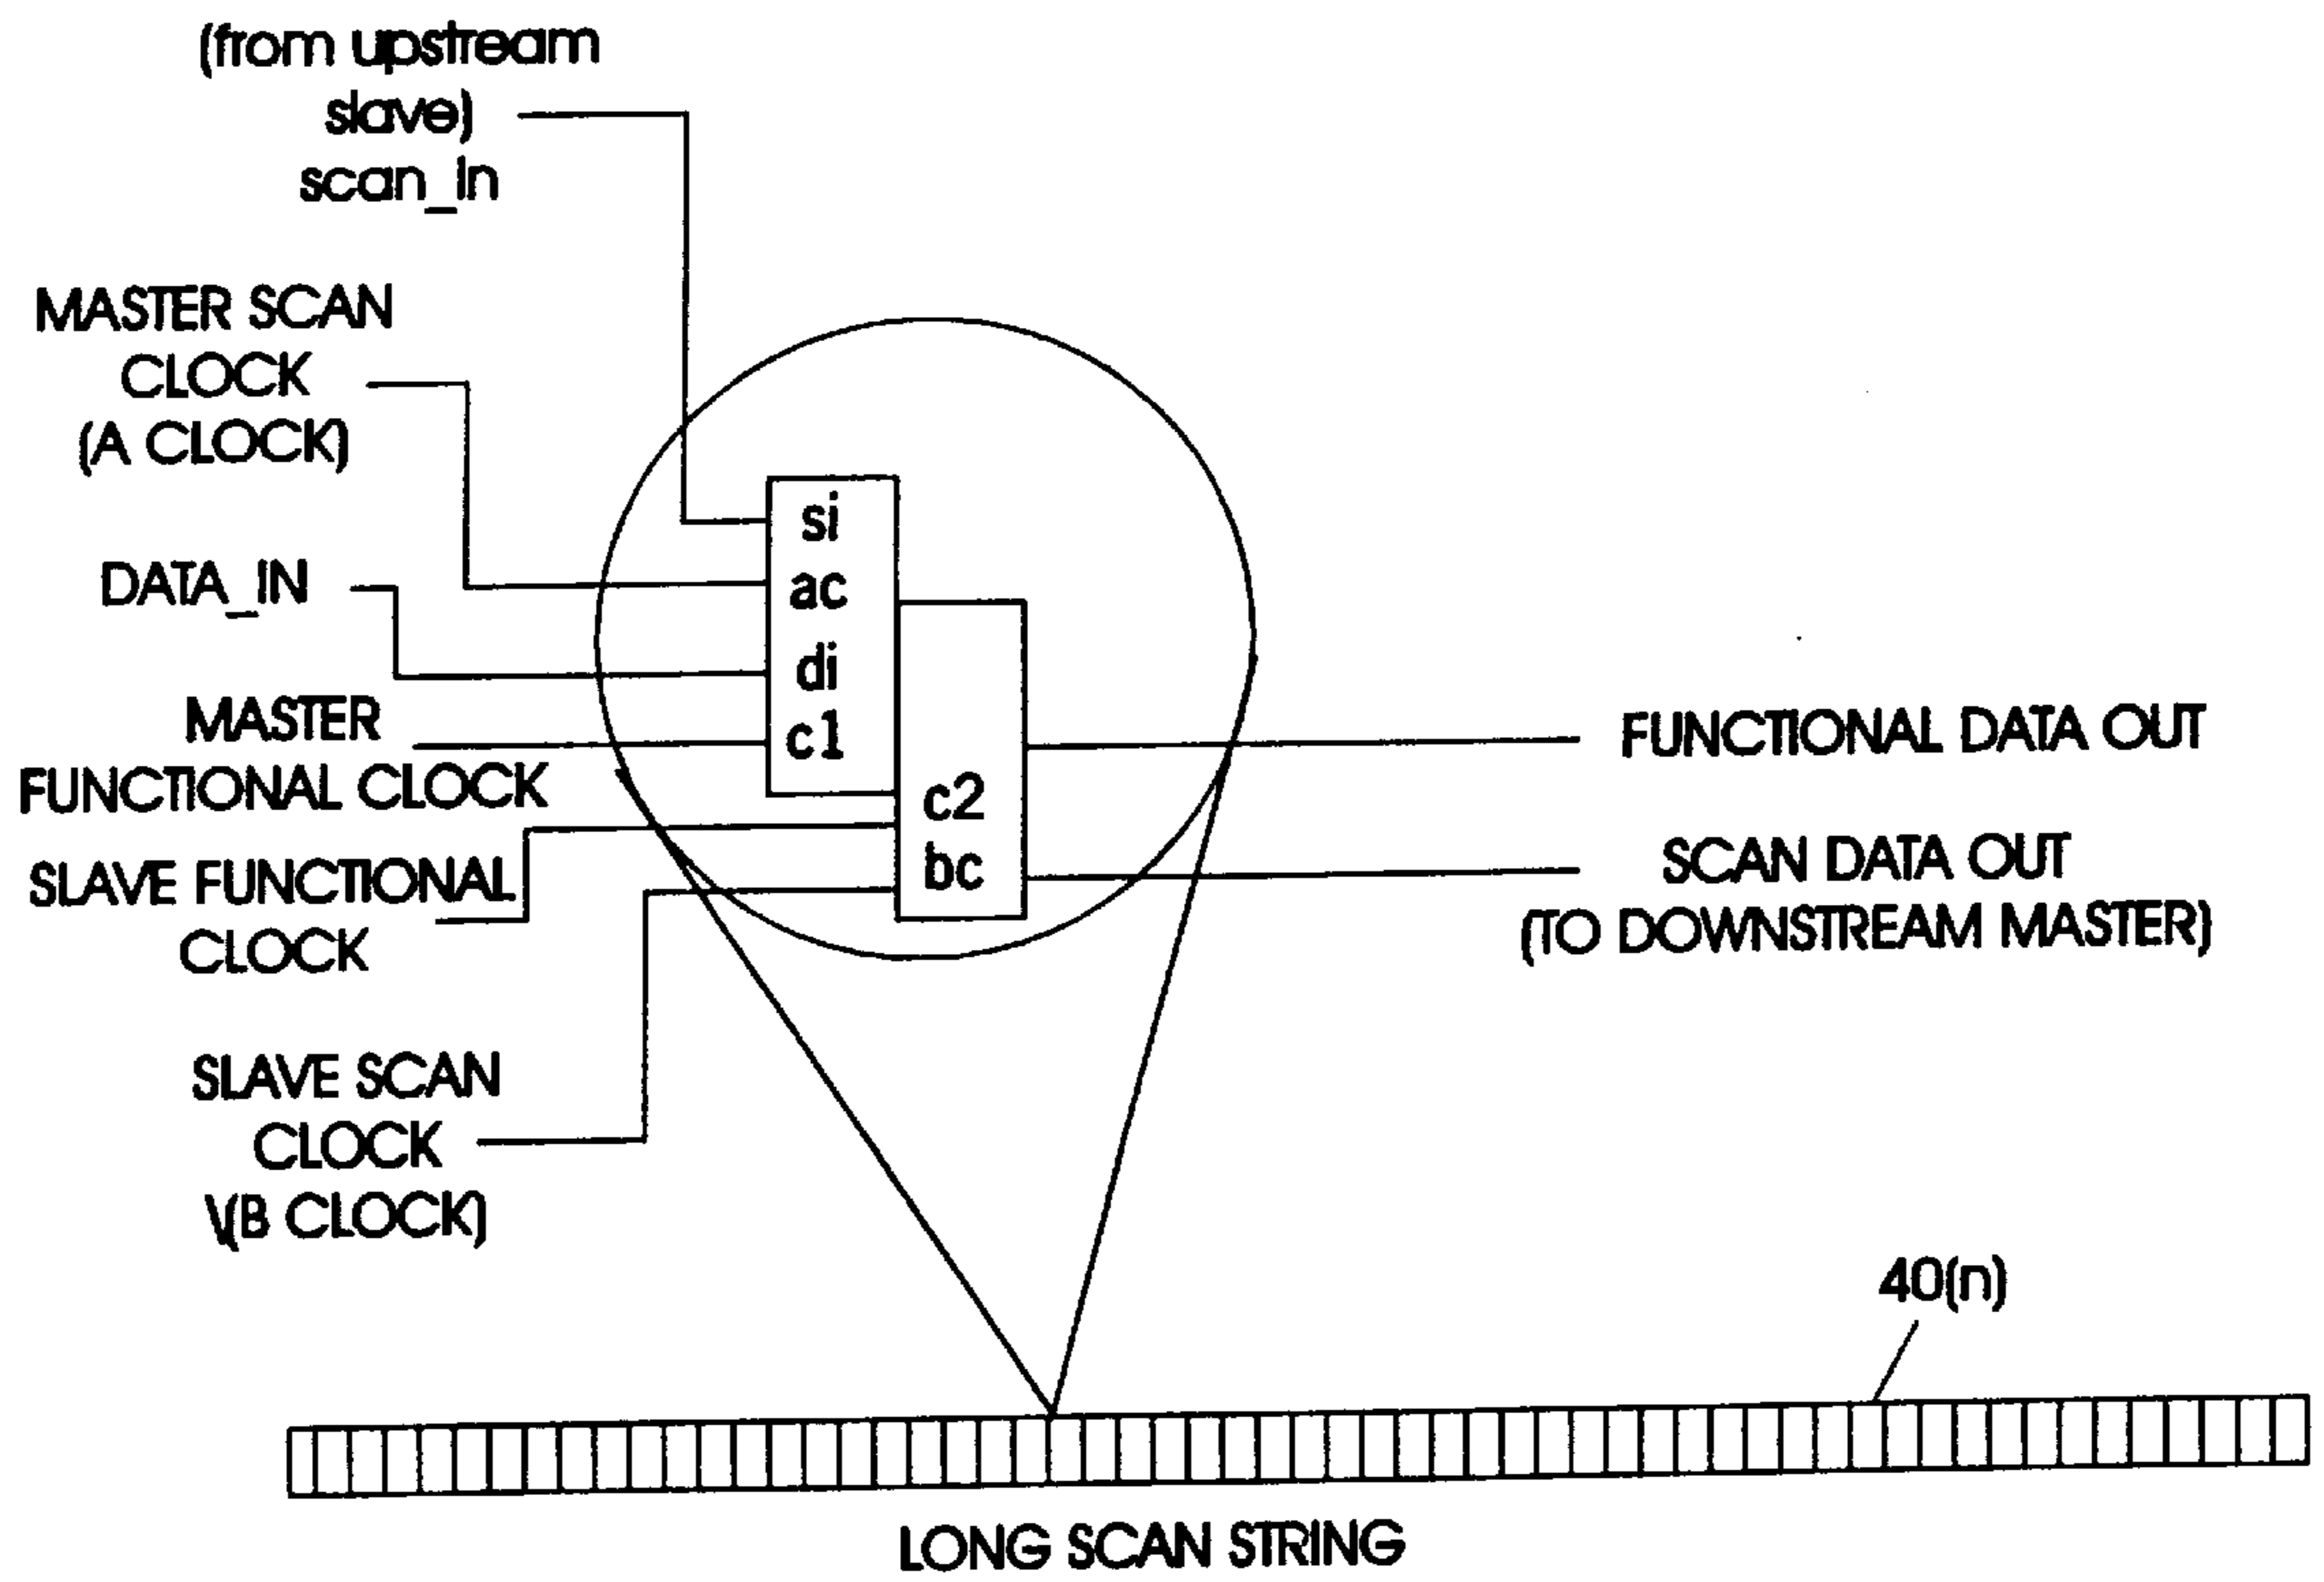 (from upstream
slave)
scan_in
MASTER SCAN
CLOCK
(A CLOCK)
DATA_IN
MASTER
FUNCTIONAL CLOCK
SLAVE FUNCTIONAL
CLOCK
SLAVE SCAN
CLOCK
\(B CLOCK)
si
ac
di
c1
c2
bc
FUNCTIONAL DATA OUT
SCAN DATA OUT
(TO DOWNSTREAM MASTER)
40(n)
LONG SCAN STRING